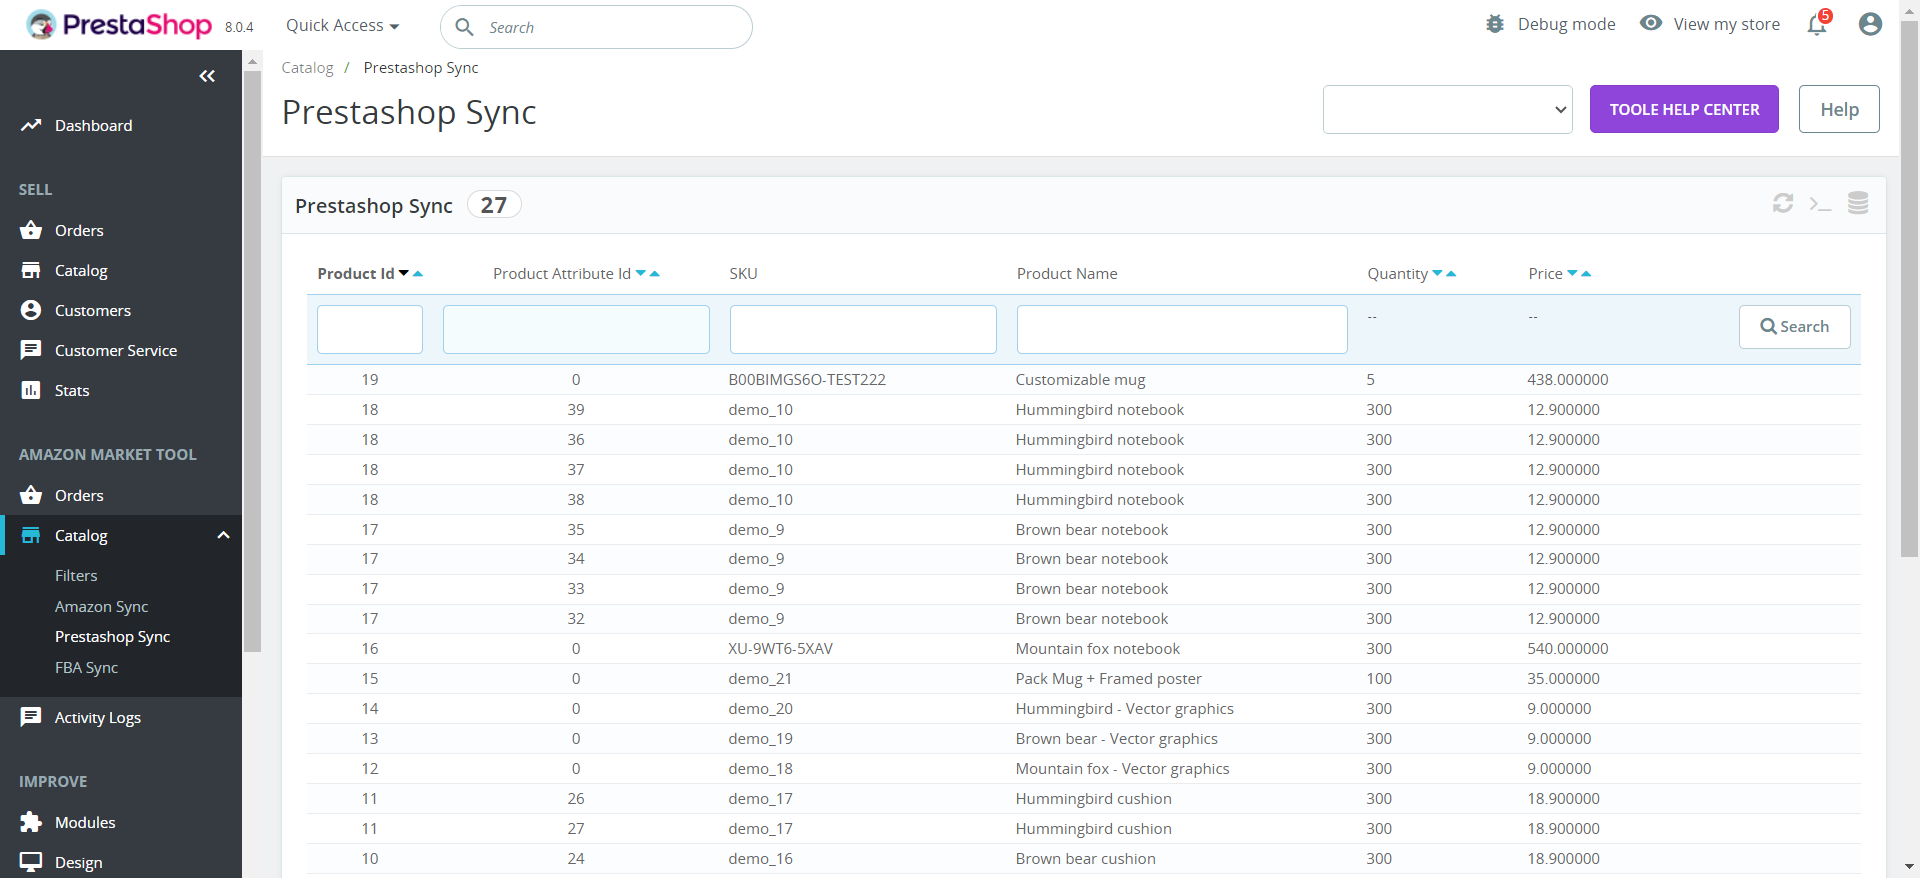 PrestaShop 8.0.4 Quick Access Search Debug mode View my store 5
Catalog / Prestashop Sync
Prestashop Sync TOOLE HELP CENTER Help
Dashboard
SELL
Orders
Catalog
Customers
Customer Service
Stats
AMAZON MARKET TOOL
Orders
Catalog
Filters
Amazon Sync
Prestashop Sync
FBA Sync
Activity Logs
IMPROVE
Modules
Design
Prestashop Sync 27
Product Id Product Attribute Id SKU Product Name Quantity Price
-- -- Search
19 0 B00BIMGS6O-TEST222 Customizable mug 5 438.000000
18 39 demo_10 Hummingbird notebook 300 12.900000
18 36 demo_10 Hummingbird notebook 300 12.900000
18 37 demo_10 Hummingbird notebook 300 12.900000
18 38 demo_10 Hummingbird notebook 300 12.900000
17 35 demo_9 Brown bear notebook 300 12.900000
17 34 demo_9 Brown bear notebook 300 12.900000
17 33 demo_9 Brown bear notebook 300 12.900000
17 32 demo_9 Brown bear notebook 300 12.900000
16 0 XU-9WT6-5XAV Mountain fox notebook 300 540.000000
15 0 demo_21 Pack Mug + Framed poster 100 35.000000
14 0 demo_20 Hummingbird - Vector graphics 300 9.000000
13 0 demo_19 Brown bear - Vector graphics 300 9.000000
12 0 demo_18 Mountain fox - Vector graphics 300 9.000000
11 26 demo_17 Hummingbird cushion 300 18.900000
11 27 demo_17 Hummingbird cushion 300 18.900000
10 24 demo_16 Brown bear cushion 300 18.900000